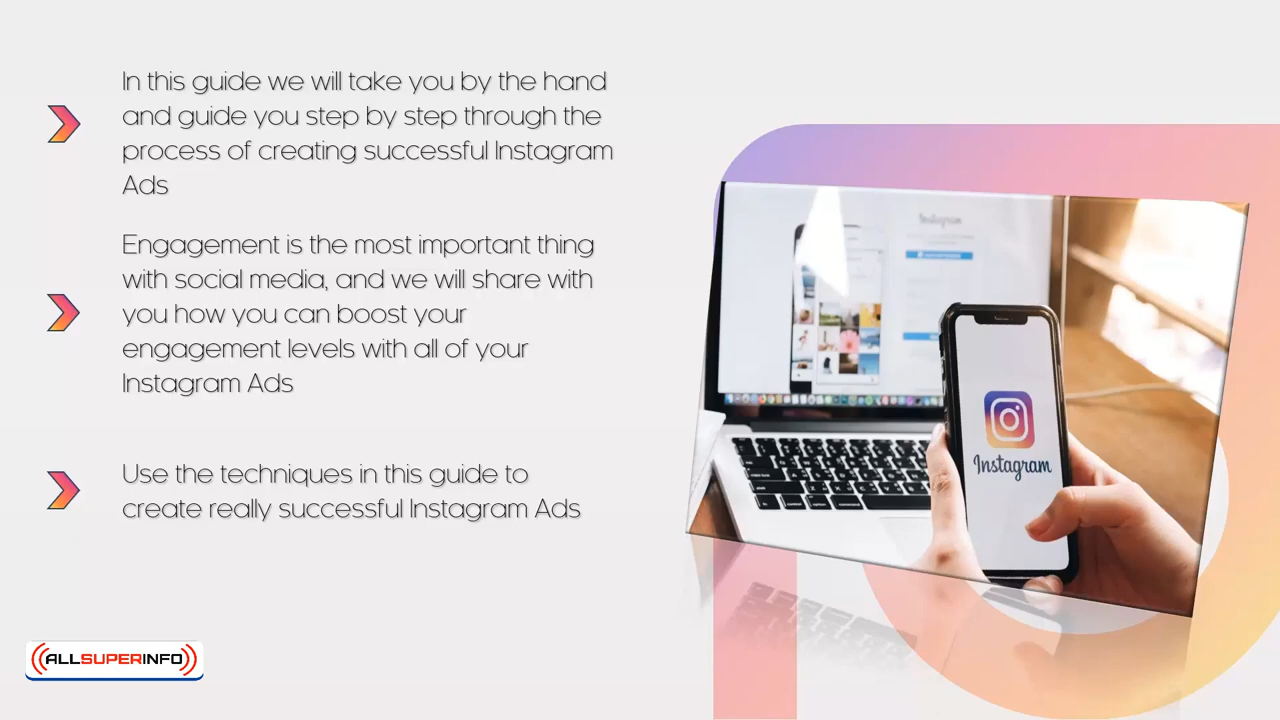 In this guide we will take you by the hand
and guide you step by step through the
process of creating successful Instagram
Ads
Engagement is the most important thing
with social media, and we will share with
you how you can boost your
engagement levels with all of your
Instagram Ads
Use the techniques in this guide to
create really successful Instagram Ads
Instagram
Instagram
ALLSUPERINFO